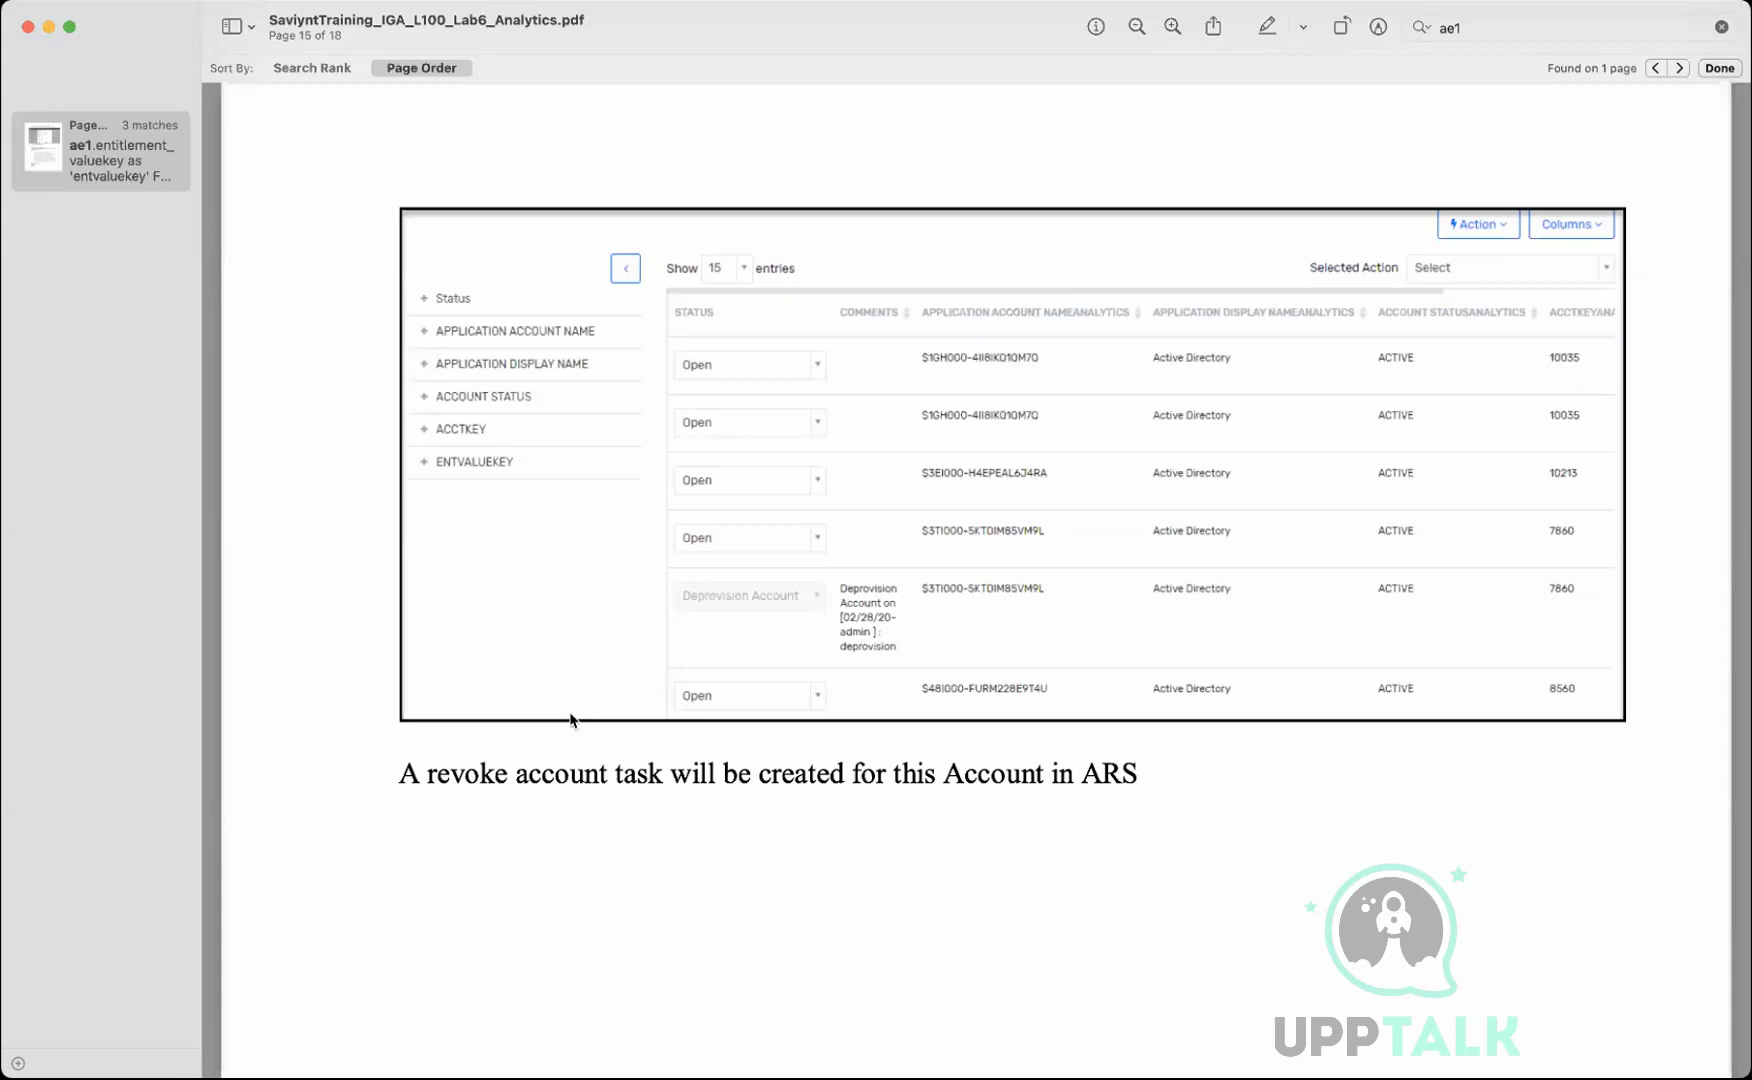 SaviyntTraining_IGA_L100_Lab6_Analytics.pdf
Page 15 of 18
ae1
Sort By: Search Rank Page Order
Found on 1 page Done
Page... 3 matches
ae1.entitlement_
valuekey as
'entvaluekey' F...
Action Columns
Show 15 entries Selected Action Select
+ Status
+ APPLICATION ACCOUNT NAME
+ APPLICATION DISPLAY NAME
+ ACCOUNT STATUS
+ ACCTKEY
+ ENTVALUEKEY
STATUS COMMENTS APPLICATION ACCOUNT NAMEANALYTICS APPLICATION DISPLAY NAMEANALYTICS ACCOUNT STATUSANALYTICS ACCTKEYANA
Open Active Directory ACTIVE 10035
Open Active Directory ACTIVE 10035
Open $3EI000-H4EPEAL6J4RA Active Directory ACTIVE 10213
Open $3TI000-5KTDIM85VM9L Active Directory ACTIVE 7860
Deprovision Account Deprovision $3TI000-5KTDIM85VM9L Active Directory ACTIVE 7860
Account on
[02/28/20-
admin ] :
deprovision
Open $48I000-FURM228E9T4U Active Directory ACTIVE 8560
A revoke account task will be created for this Account in ARS
UPPTALK